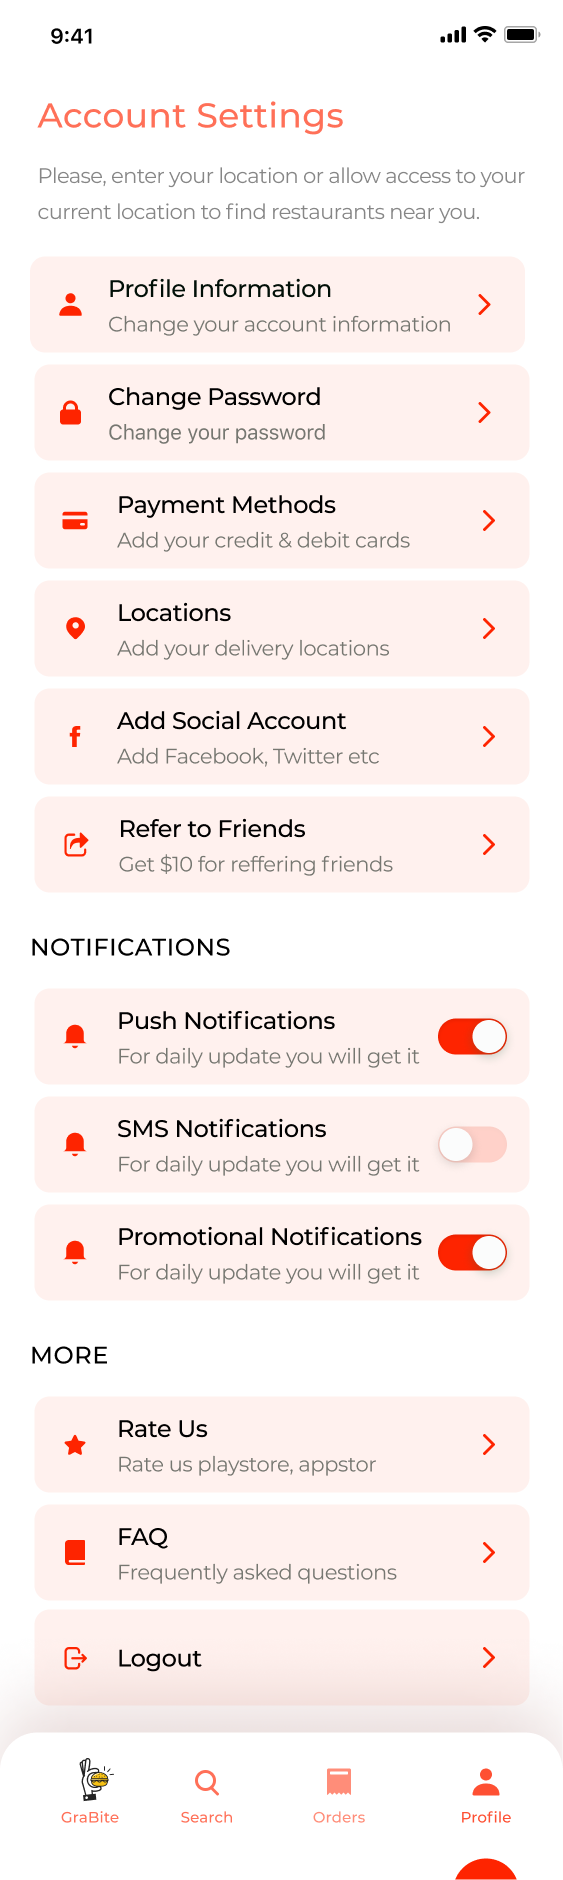 9:41
Account Settings
Please, enter your location or allow access to your
current location to find restaurants near you.
Profile Information
Change your account information
Change Password
Change your password
Payment Methods
Add your credit & debit cards
Locations
Add your delivery locations
Add Social Account
Add Facebook, Twitter etc
Refer to Friends
Get $10 for reffering friends
NOTIFICATIONS
Push Notifications
For daily update you will get it
SMS Notifications
For daily update you will get it
Promotional Notifications
For daily update you will get it
MORE
Rate Us
Rate us playstore, appstor
FAQ
Frequently asked questions
Logout
GraBite Search Orders Profile